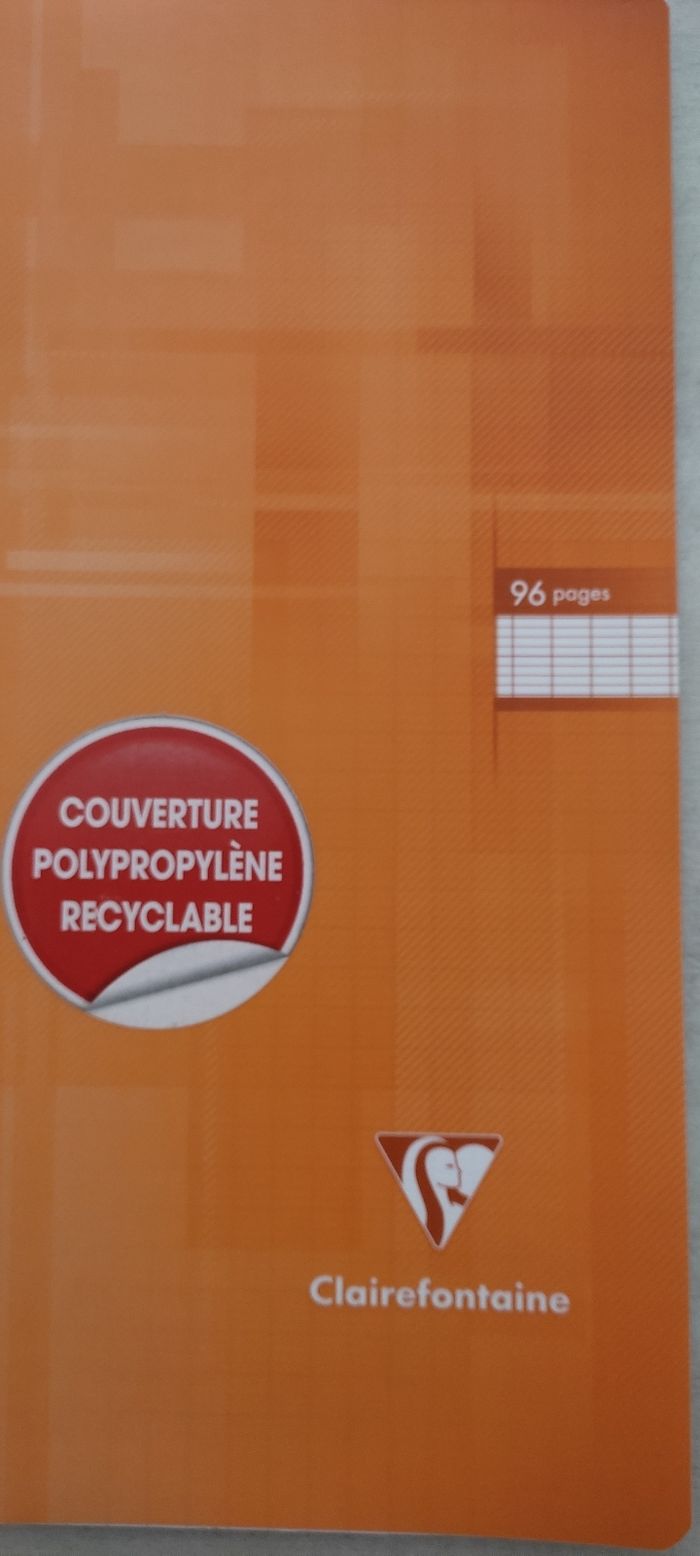 96 pages
COUVERTURE
POLYPROPYLÈNE
RECYCLABLE
Clairefontaine